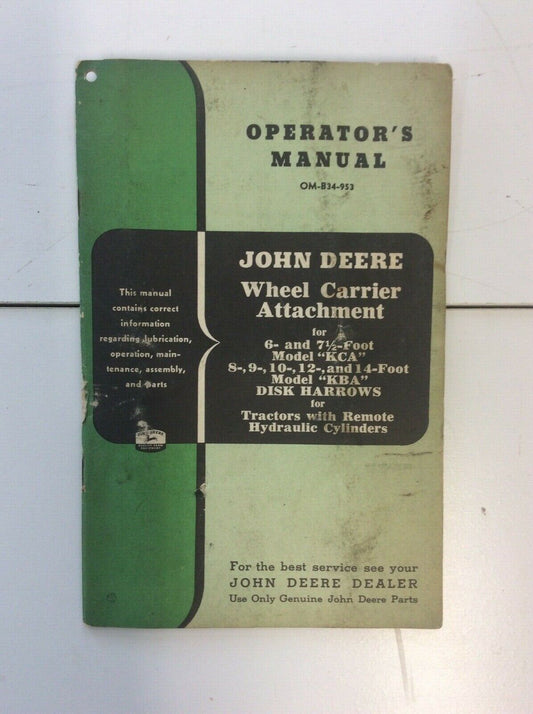 OPERATOR'S
MANUAL
OM-B34-953
This manual
contains correct
information
regarding lubrication,
operation, main-
tenance, assembly,
and parts
JOHN DEERE
Wheel Carrier
Attachment
for
6- and 7½-Foot
Model "KCA"
8-, 9-, 10-, 12-, and 14-Foot
Model "KBA"
DISK HARROWS
for
Tractors with Remote
Hydraulic Cylinders
JOHN DEERE
For the best service see your
JOHN DEERE DEALER
Use Only Genuine John Deere Parts